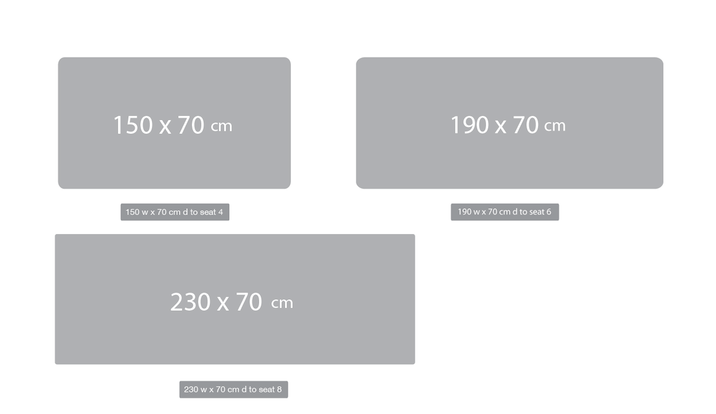 150 x 70 cm
190 x 70 cm
150 w x 70 cm d to seat 4
190 w x 70 cm d to seat 6
230 x 70 cm
230 w x 70 cm d to seat 8